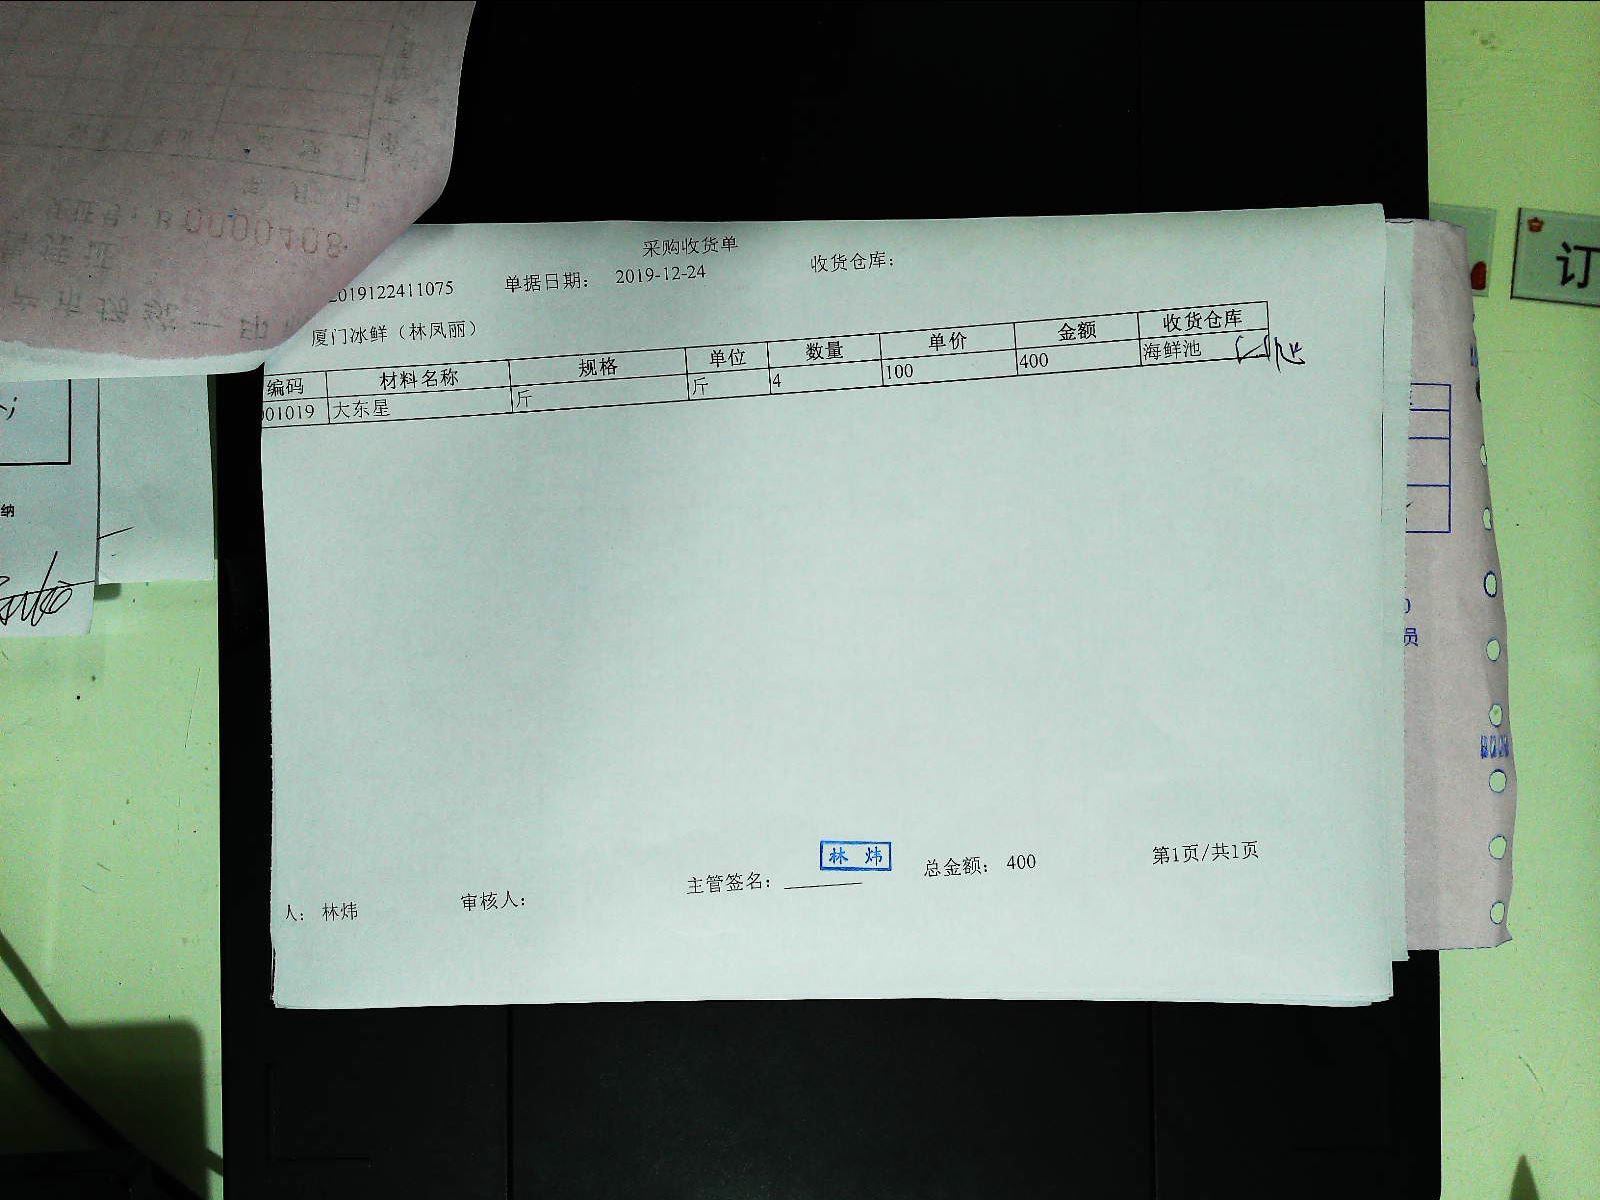 采购收货单
2019122411075 单据日期： 2019-12-24 收货仓库：
厦门冰鲜（林凤丽）
编码 材料名称 规格 单位 数量 单价 金额 收货仓库
01019 大东星 斤 斤 4 100 400 海鲜池
林 炜
人： 林炜 审核人： 主管签名： 总金额： 400 第1页/共1页
订
纳
员